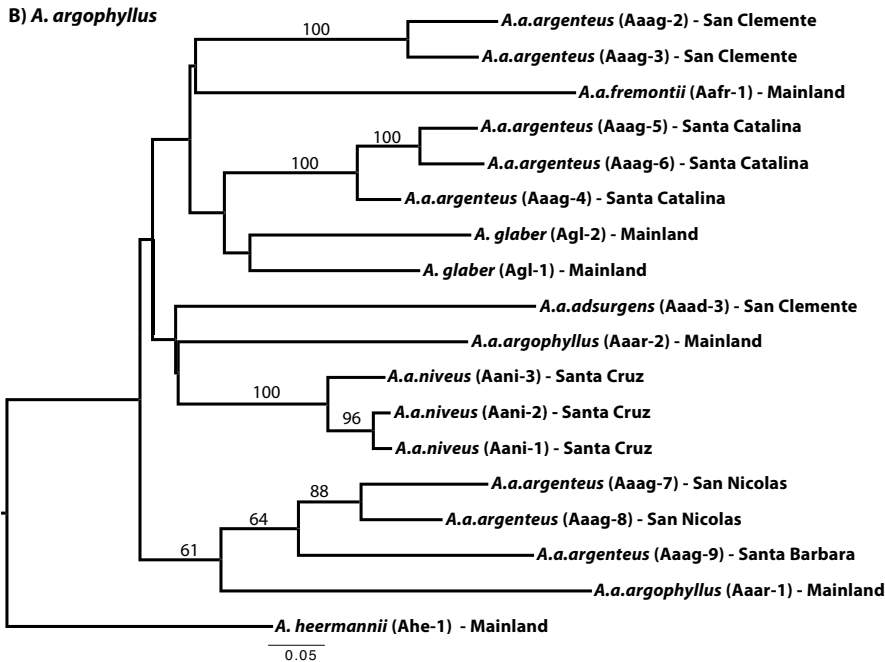 B) A. argophyllus
100
A.a.argenteus (Aaag-2) - San Clemente
A.a.argenteus (Aaag-3) - San Clemente
A.a.fremontii (Aafr-1) - Mainland
100
A.a.argenteus (Aaag-5) - Santa Catalina
100
A.a.argenteus (Aaag-6) - Santa Catalina
A.a.argenteus (Aaag-4) - Santa Catalina
A. glaber (Agl-2) - Mainland
A. glaber (Agl-1) - Mainland
A.a.adsurgens (Aaad-3) - San Clemente
A.a.argophyllus (Aaar-2) - Mainland
A.a.niveus (Aani-3) - Santa Cruz
100
96
A.a.niveus (Aani-2) - Santa Cruz
A.a.niveus (Aani-1) - Santa Cruz
A.a.argenteus (Aaag-7) - San Nicolas
88
A.a.argenteus (Aaag-8) - San Nicolas
64
61
A.a.argenteus (Aaag-9) - Santa Barbara
A.a.argophyllus (Aaar-1) - Mainland
A. heermannii (Ahe-1) - Mainland
0.05